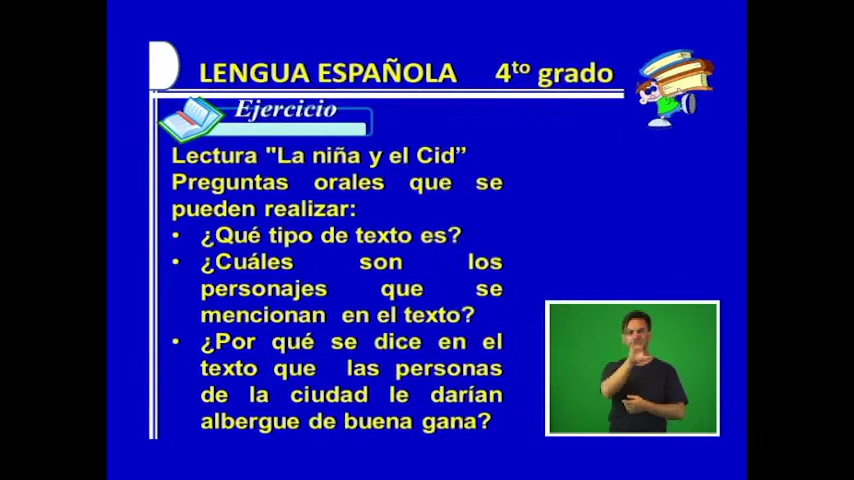 LENGUA ESPAÑOLA 4to grado
Ejercicio
Lectura "La niña y el Cid”
Preguntas orales que se
pueden realizar:
• ¿Qué tipo de texto es?
• ¿Cuáles son los
personajes que se
mencionan en el texto?
• ¿Por qué se dice en el
texto que las personas
de la ciudad le darían
albergue de buena gana?